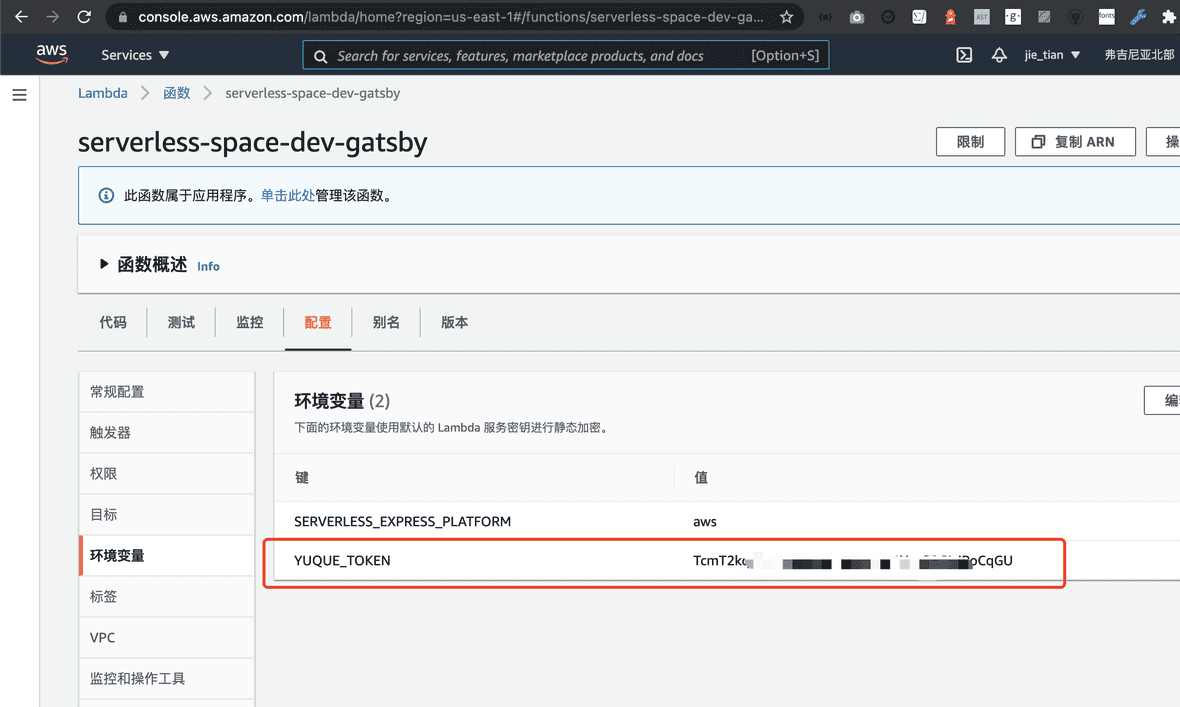 console.aws.amazon.com/lambda/home?region=us-east-1#/functions/serverless-space-dev-ga...
aws Services Search for services, features, marketplace products, and docs [Option+S] jie_tian 弗吉尼亚北部
Lambda 函数 serverless-space-dev-gatsby
serverless-space-dev-gatsby 限制 复制 ARN 操
此函数属于应用程序。单击此处管理该函数。
函数概述 Info
代码 测试 监控 配置 别名 版本
常规配置
触发器
权限
目标
环境变量
标签
VPC
监控和操作工具
环境变量 (2) 编
下面的环境变量使用默认的 Lambda 服务密钥进行静态加密。
键 值
SERVERLESS_EXPRESS_PLATFORM aws
YUQUE_TOKEN